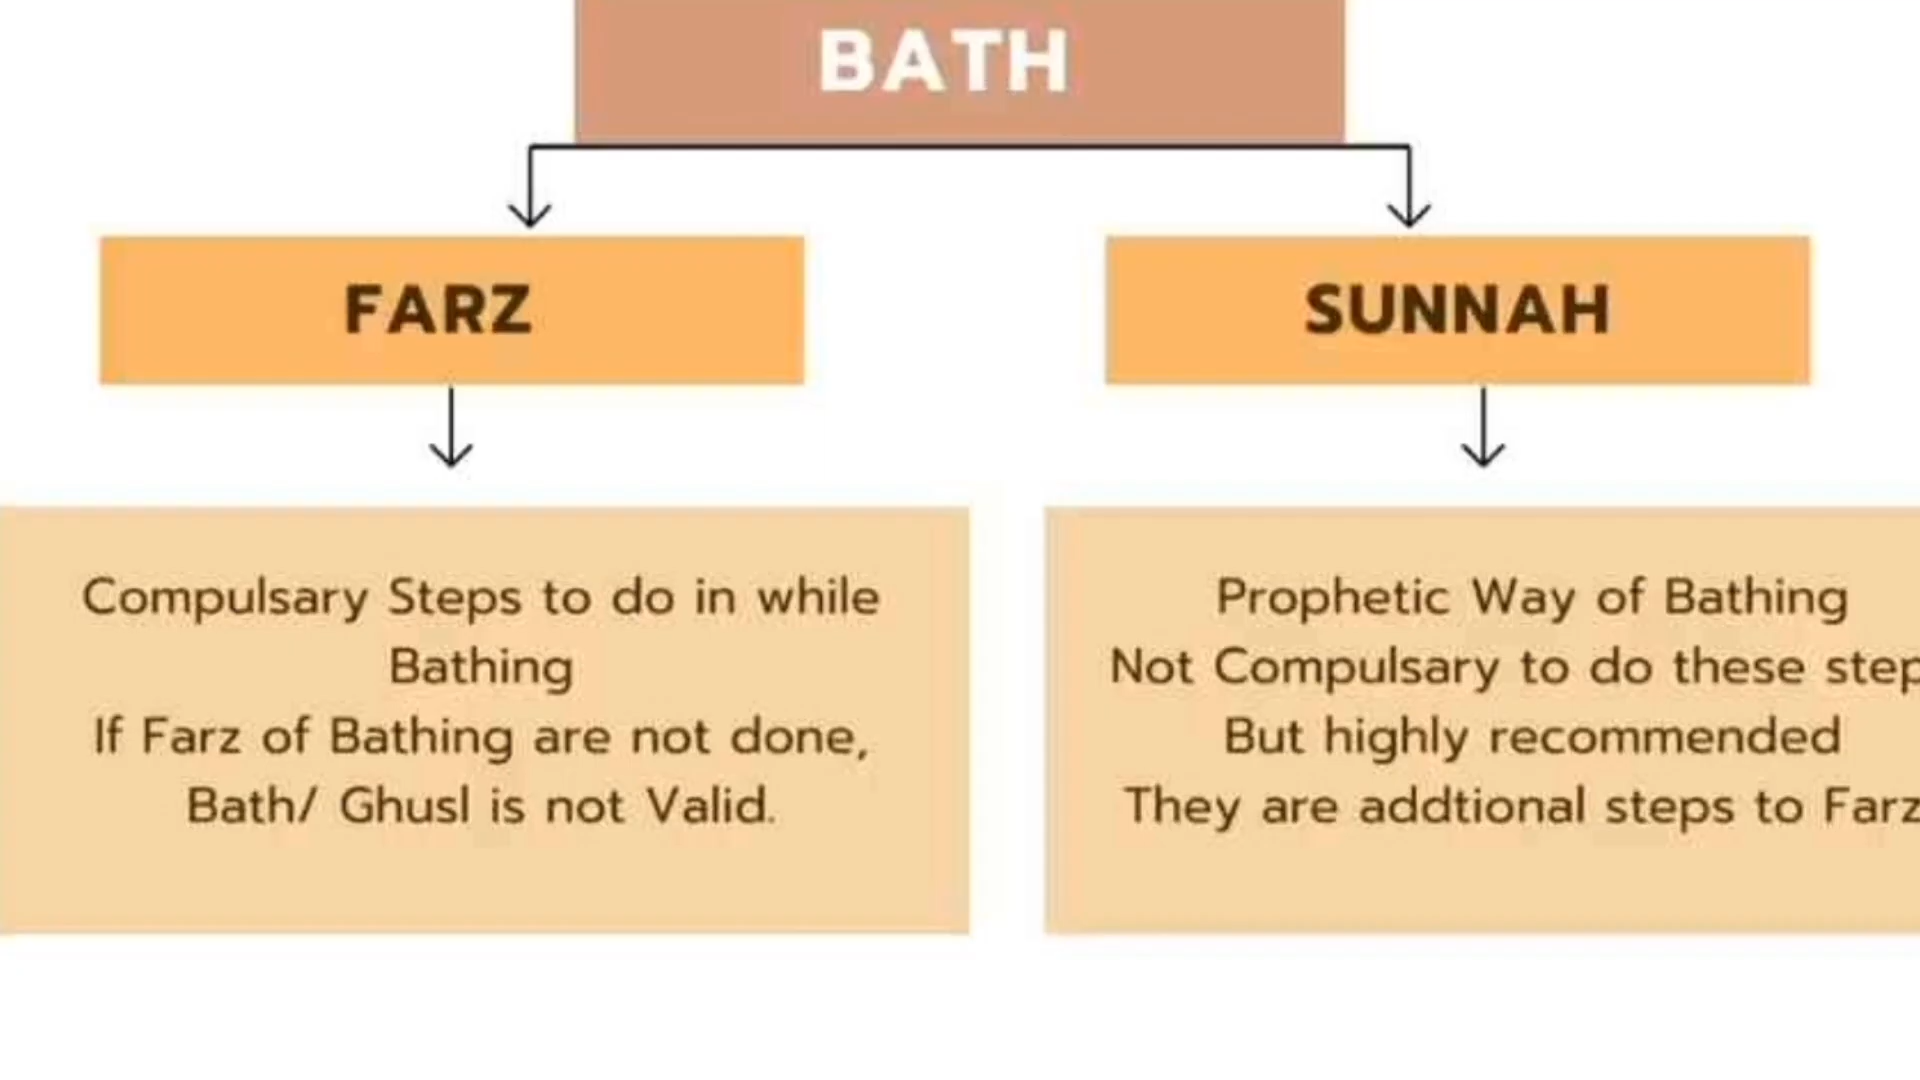 BATH
FARZ
SUNNAH
Compulsary Steps to do in while
Bathing
If Farz of Bathing are not done,
Bath/ Ghusl is not Valid.
Prophetic Way of Bathing
Not Compulsary to do these step
But highly recommended
They are addtional steps to Farz